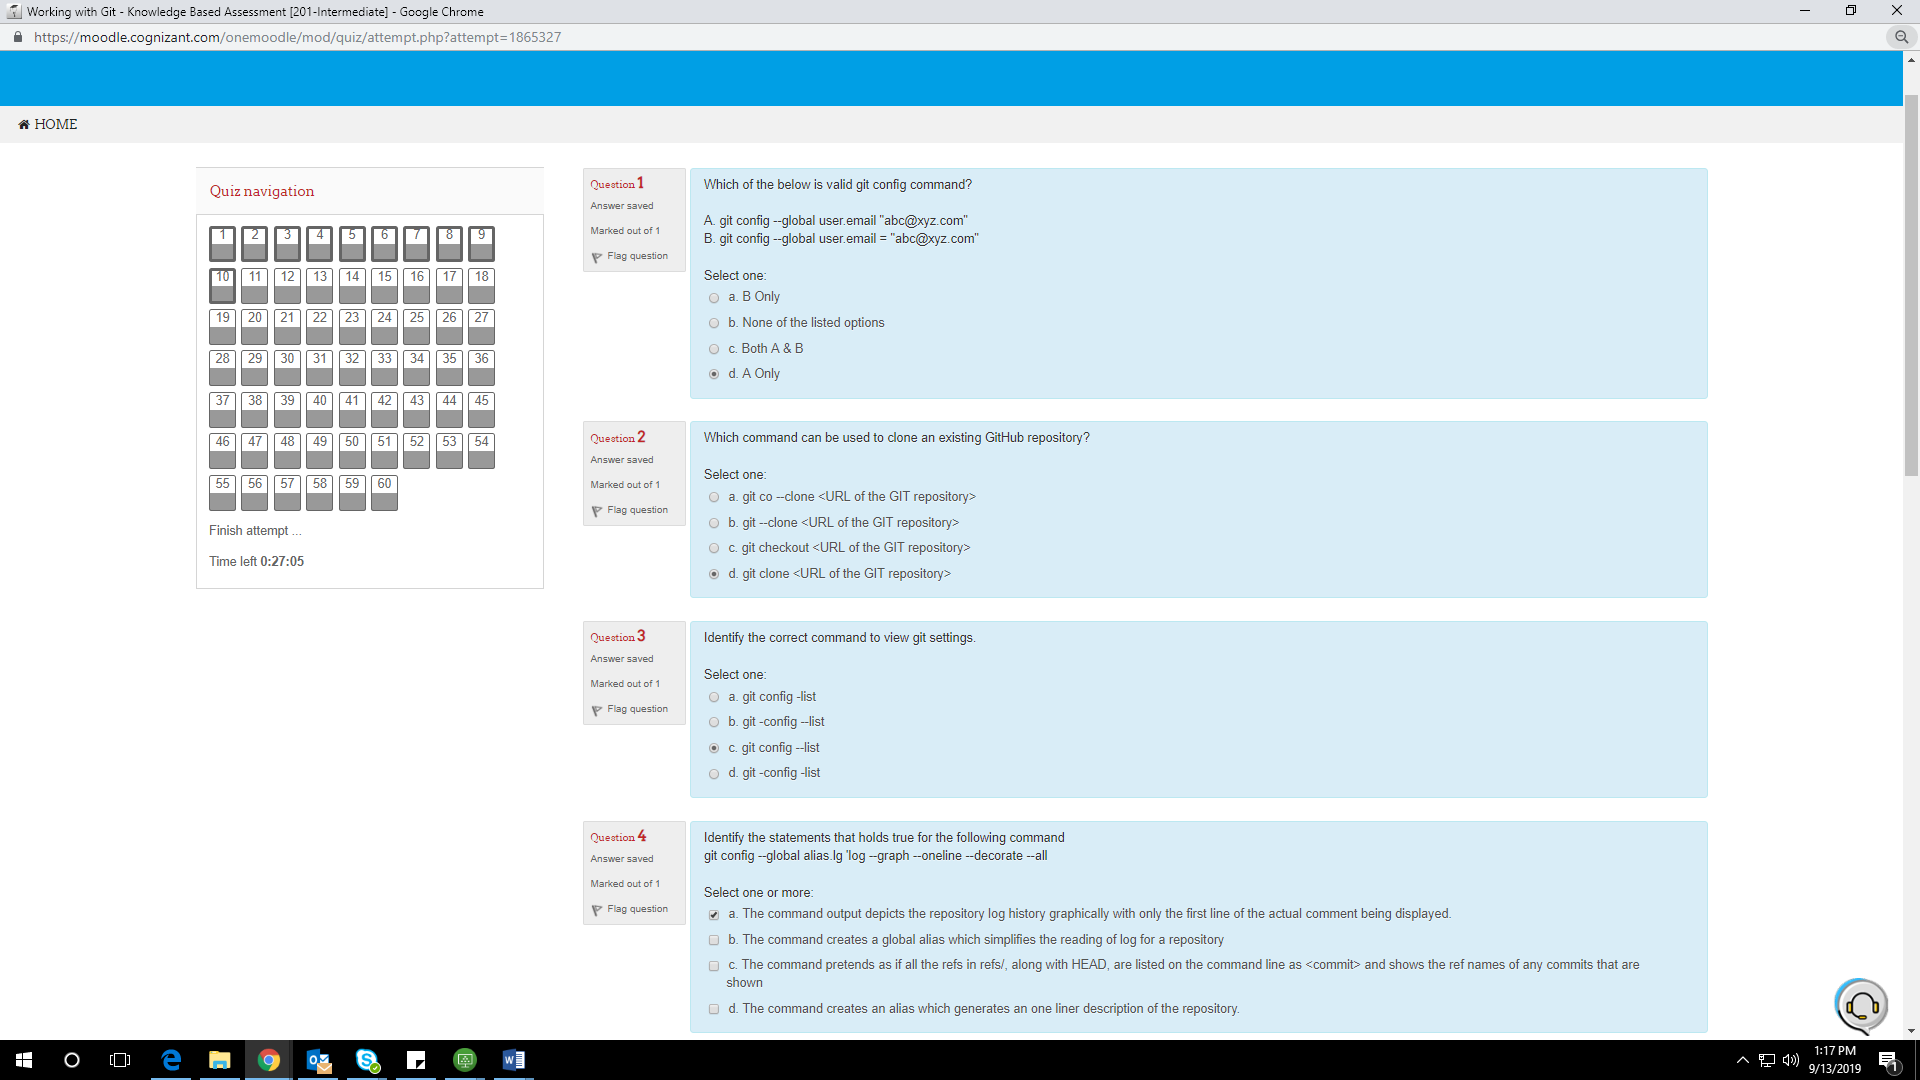 Working with Git - Knowledge Based Assessment [201-Intermediate] - Google Chrome
https://moodle.cognizant.com/onemoodle/mod/quiz/attempt.php?attempt=1865327
HOME
Quiz navigation
1 2 3 4 5 6 7 8 9
10 11 12 13 14 15 16 17 18
19 20 21 22 23 24 25 26 27
28 29 30 31 32 33 34 35 36
37 38 39 40 41 42 43 44 45
46 47 48 49 50 51 52 53 54
55 56 57 58 59 60
Finish attempt ...
Time left 0:27:05
Question 1
Answer saved
Marked out of 1
Flag question
Which of the below is valid git config command?
A. git config --global user.email "abc@xyz.com"
B. git config --global user.email = "abc@xyz.com"
Select one:
a. B Only
b. None of the listed options
c. Both A & B
d. A Only
Question 2
Answer saved
Marked out of 1
Flag question
Which command can be used to clone an existing GitHub repository?
Select one:
a. git co --clone <URL of the GIT repository>
b. git --clone <URL of the GIT repository>
c. git checkout <URL of the GIT repository>
d. git clone <URL of the GIT repository>
Question 3
Answer saved
Marked out of 1
Flag question
Identify the correct command to view git settings.
Select one:
a. git config -list
b. git -config --list
c. git config --list
d. git -config -list
Question 4
Answer saved
Marked out of 1
Flag question
Identify the statements that holds true for the following command
git config --global alias.lg 'log --graph --oneline --decorate --all
Select one or more:
a. The command output depicts the repository log history graphically with only the first line of the actual comment being displayed.
b. The command creates a global alias which simplifies the reading of log for a repository
c. The command pretends as if all the refs in refs/, along with HEAD, are listed on the command line as <commit> and shows the ref names of any commits that are
shown
d. The command creates an alias which generates an one liner description of the repository.
1:17 PM
9/13/2019
1